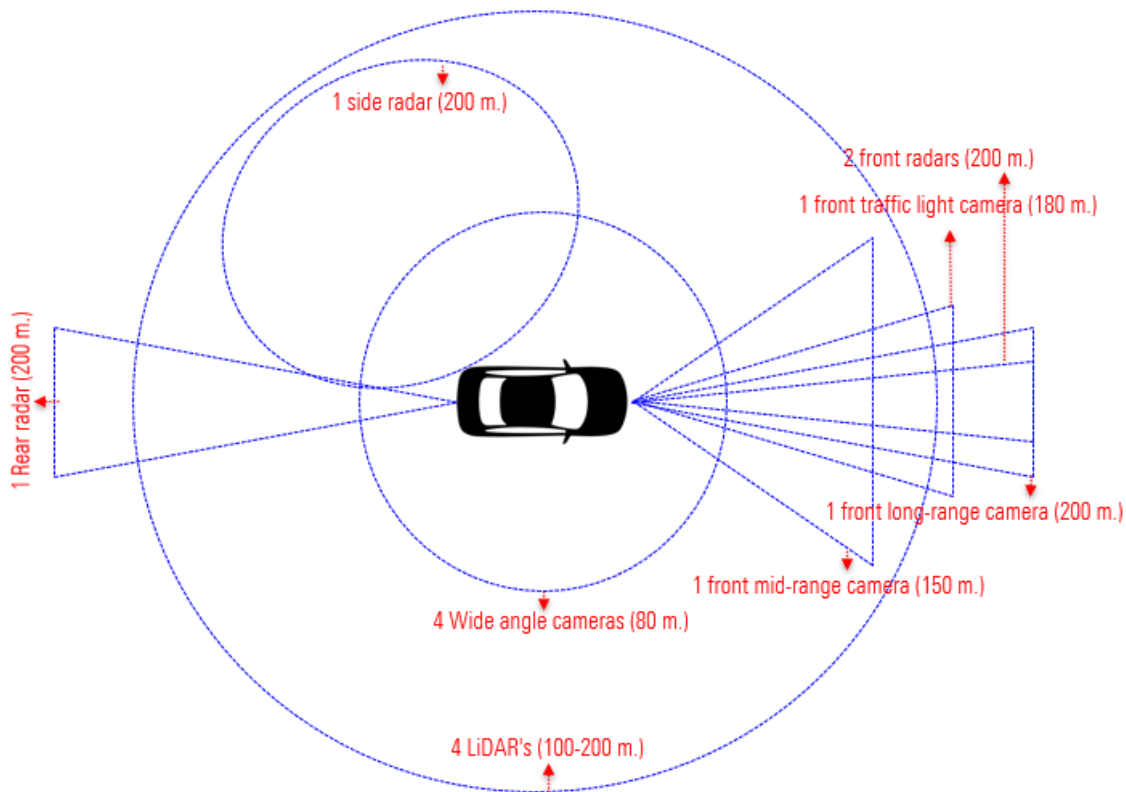 1 side radar (200 m.)
2 front radars (200 m.)
1 front traffic light camera (180 m.)
1 Rear radar (200 m.)
1 front long-range camera (200 m.)
1 front mid-range camera (150 m.)
4 Wide angle cameras (80 m.)
4 LiDAR's (100-200 m.)